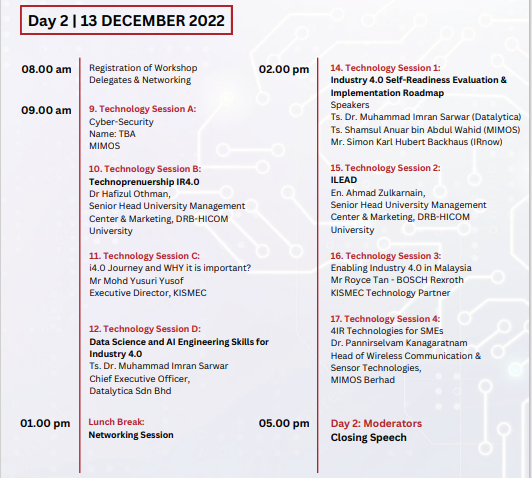 Day 2 | 13 DECEMBER 2022
08.00 am
Registration of Workshop
Delegates & Networking
09.00 am
9. Technology Session A:
Cyber-Security
Name: TBA
MIMOS
10. Technology Session B:
Technoprenuership IR4.0
Dr Hafizul Othman,
Senior Head University Management
Center & Marketing, DRB-HICOM
University
11. Technology Session C:
i4.0 Journey and WHY it is important?
Mr Mohd Yusuri Yusof
Executive Director, KISMEC
12. Technology Session D:
Data Science and AI Engineering Skills for
Industry 4.0
Ts. Dr. Muhammad Imran Sarwar
Chief Executive Officer,
Datalytica Sdn Bhd
01.00 pm
Lunch Break:
Networking Session
02.00 pm
14. Technology Session 1:
Industry 4.0 Self-Readiness Evaluation &
Implementation Roadmap
Speakers
Ts. Dr. Muhammad Imran Sarwar (Datalytica)
Ts. Shamsul Anuar bin Abdul Wahid (MIMOS)
Mr. Simon Karl Hubert Backhaus (IRnow)
15. Technology Session 2:
ILEAD
En. Ahmad Zulkarnain,
Senior Head University Management
Center & Marketing, DRB-HICOM
University
16. Technology Session 3:
Enabling Industry 4.0 in Malaysia
Mr Royce Tan - BOSCH Rexroth
KISMEC Technology Partner
17. Technology Session 4:
4IR Technologies for SMEs
Dr. Pannirselvam Kanagaratnam
Head of Wireless Communication &
Sensor Technologies,
MIMOS Berhad
05.00 pm
Day 2: Moderators
Closing Speech